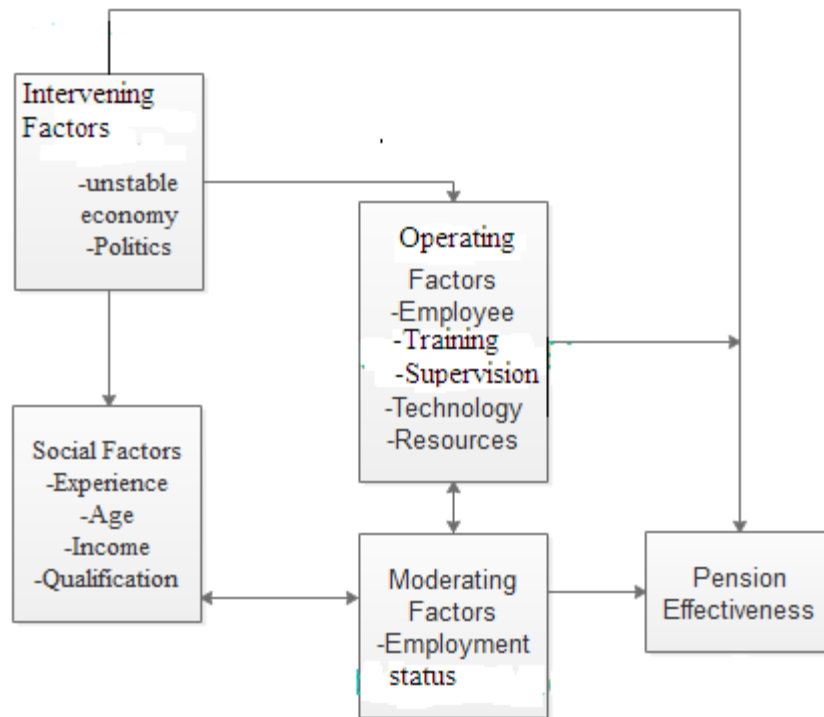 Intervening
Factors
-unstable
economy
-Politics
Operating
Factors
-Employee
-Training
-Supervision
-Technology
-Resources
Social Factors
-Experience
-Age
-Income
-Qualification
Moderating
Factors
-Employment
status
Pension
Effectiveness